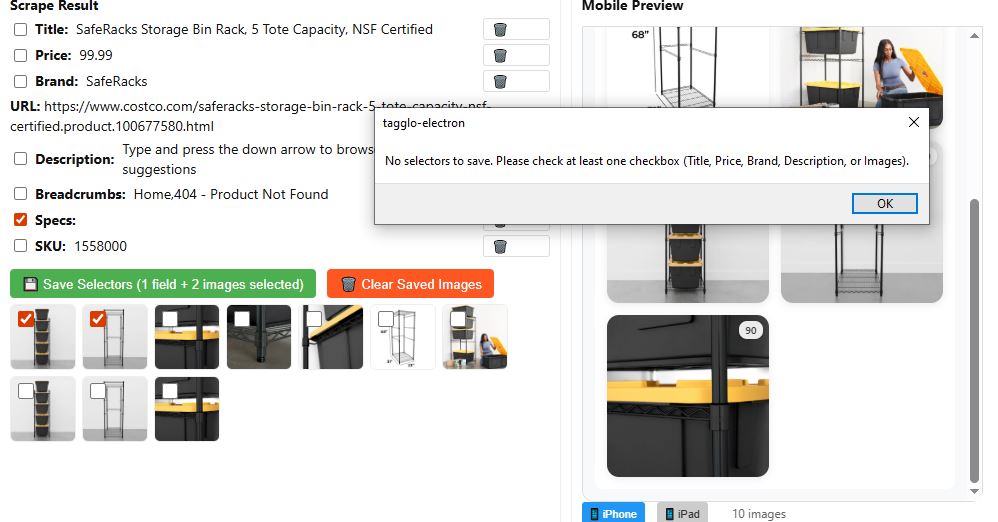 Scrape Result
Title: SafeRacks Storage Bin Rack, 5 Tote Capacity, NSF Certified
Price: 99.99
Brand: SafeRacks
URL: https://www.costco.com/saferacks-storage-bin-rack-5-tote-capacity-nsf-
certified.product.100677580.html
Description: Type and press the down arrow to brows
suggestions
Breadcrumbs: Home,404 - Product Not Found
Specs:
SKU: 1558000
💾 Save Selectors (1 field + 2 images selected)
🗑️ Clear Saved Images
tagglo-electron
No selectors to save. Please check at least one checkbox (Title, Price, Brand, Description, or Images).
OK
Mobile Preview
68"
90
iPhone
iPad
10 images